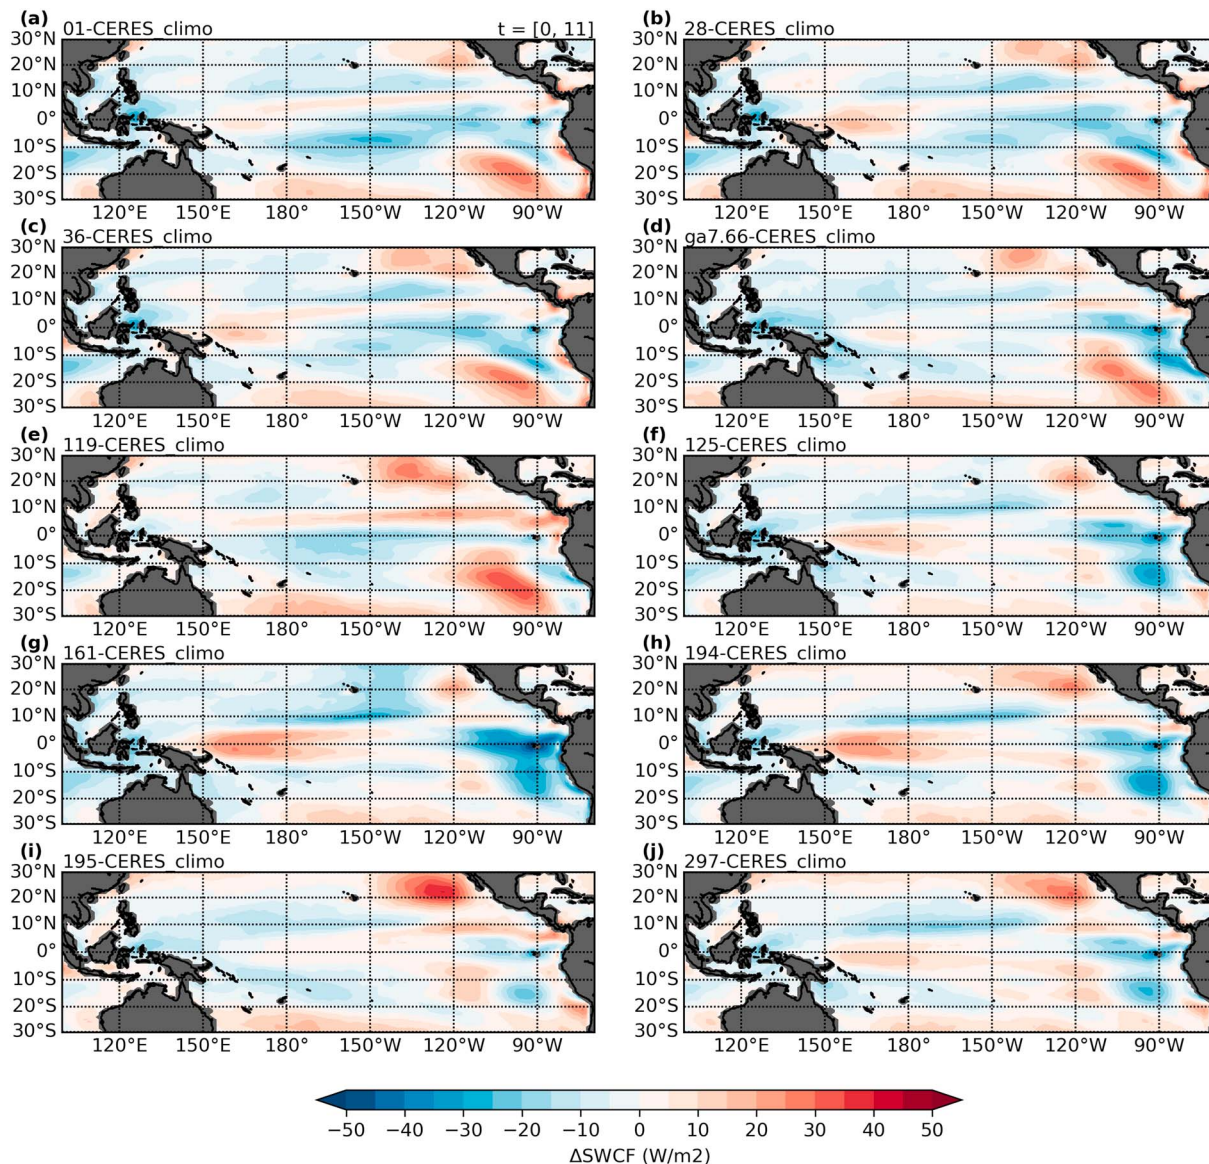 (a) (b)
01-CERES_climo t = [0, 11] 28-CERES_climo
30°N 30°N
20°N 20°N
10°N 10°N
0° 0°
10°S 10°S
20°S 20°S
30°S 30°S
120°E 150°E 180° 150°W 120°W 90°W 120°E 150°E 180° 150°W 120°W 90°W
(c) (d)
36-CERES_climo ga7.66-CERES_climo
30°N 30°N
20°N 20°N
10°N 10°N
0° 0°
10°S 10°S
20°S 20°S
30°S 30°S
120°E 150°E 180° 150°W 120°W 90°W 120°E 150°E 180° 150°W 120°W 90°W
(e) (f)
119-CERES_climo 125-CERES_climo
30°N 30°N
20°N 20°N
10°N 10°N
0° 0°
10°S 10°S
20°S 20°S
30°S 30°S
120°E 150°E 180° 150°W 120°W 90°W 120°E 150°E 180° 150°W 120°W 90°W
(g) (h)
161-CERES_climo 194-CERES_climo
30°N 30°N
20°N 20°N
10°N 10°N
0° 0°
10°S 10°S
20°S 20°S
30°S 30°S
120°E 150°E 180° 150°W 120°W 90°W 120°E 150°E 180° 150°W 120°W 90°W
(i) (j)
195-CERES_climo 297-CERES_climo
30°N 30°N
20°N 20°N
10°N 10°N
0° 0°
10°S 10°S
20°S 20°S
30°S 30°S
120°E 150°E 180° 150°W 120°W 90°W 120°E 150°E 180° 150°W 120°W 90°W
−50 −40 −30 −20 −10 0 10 20 30 40 50
ΔSWCF (W/m2)